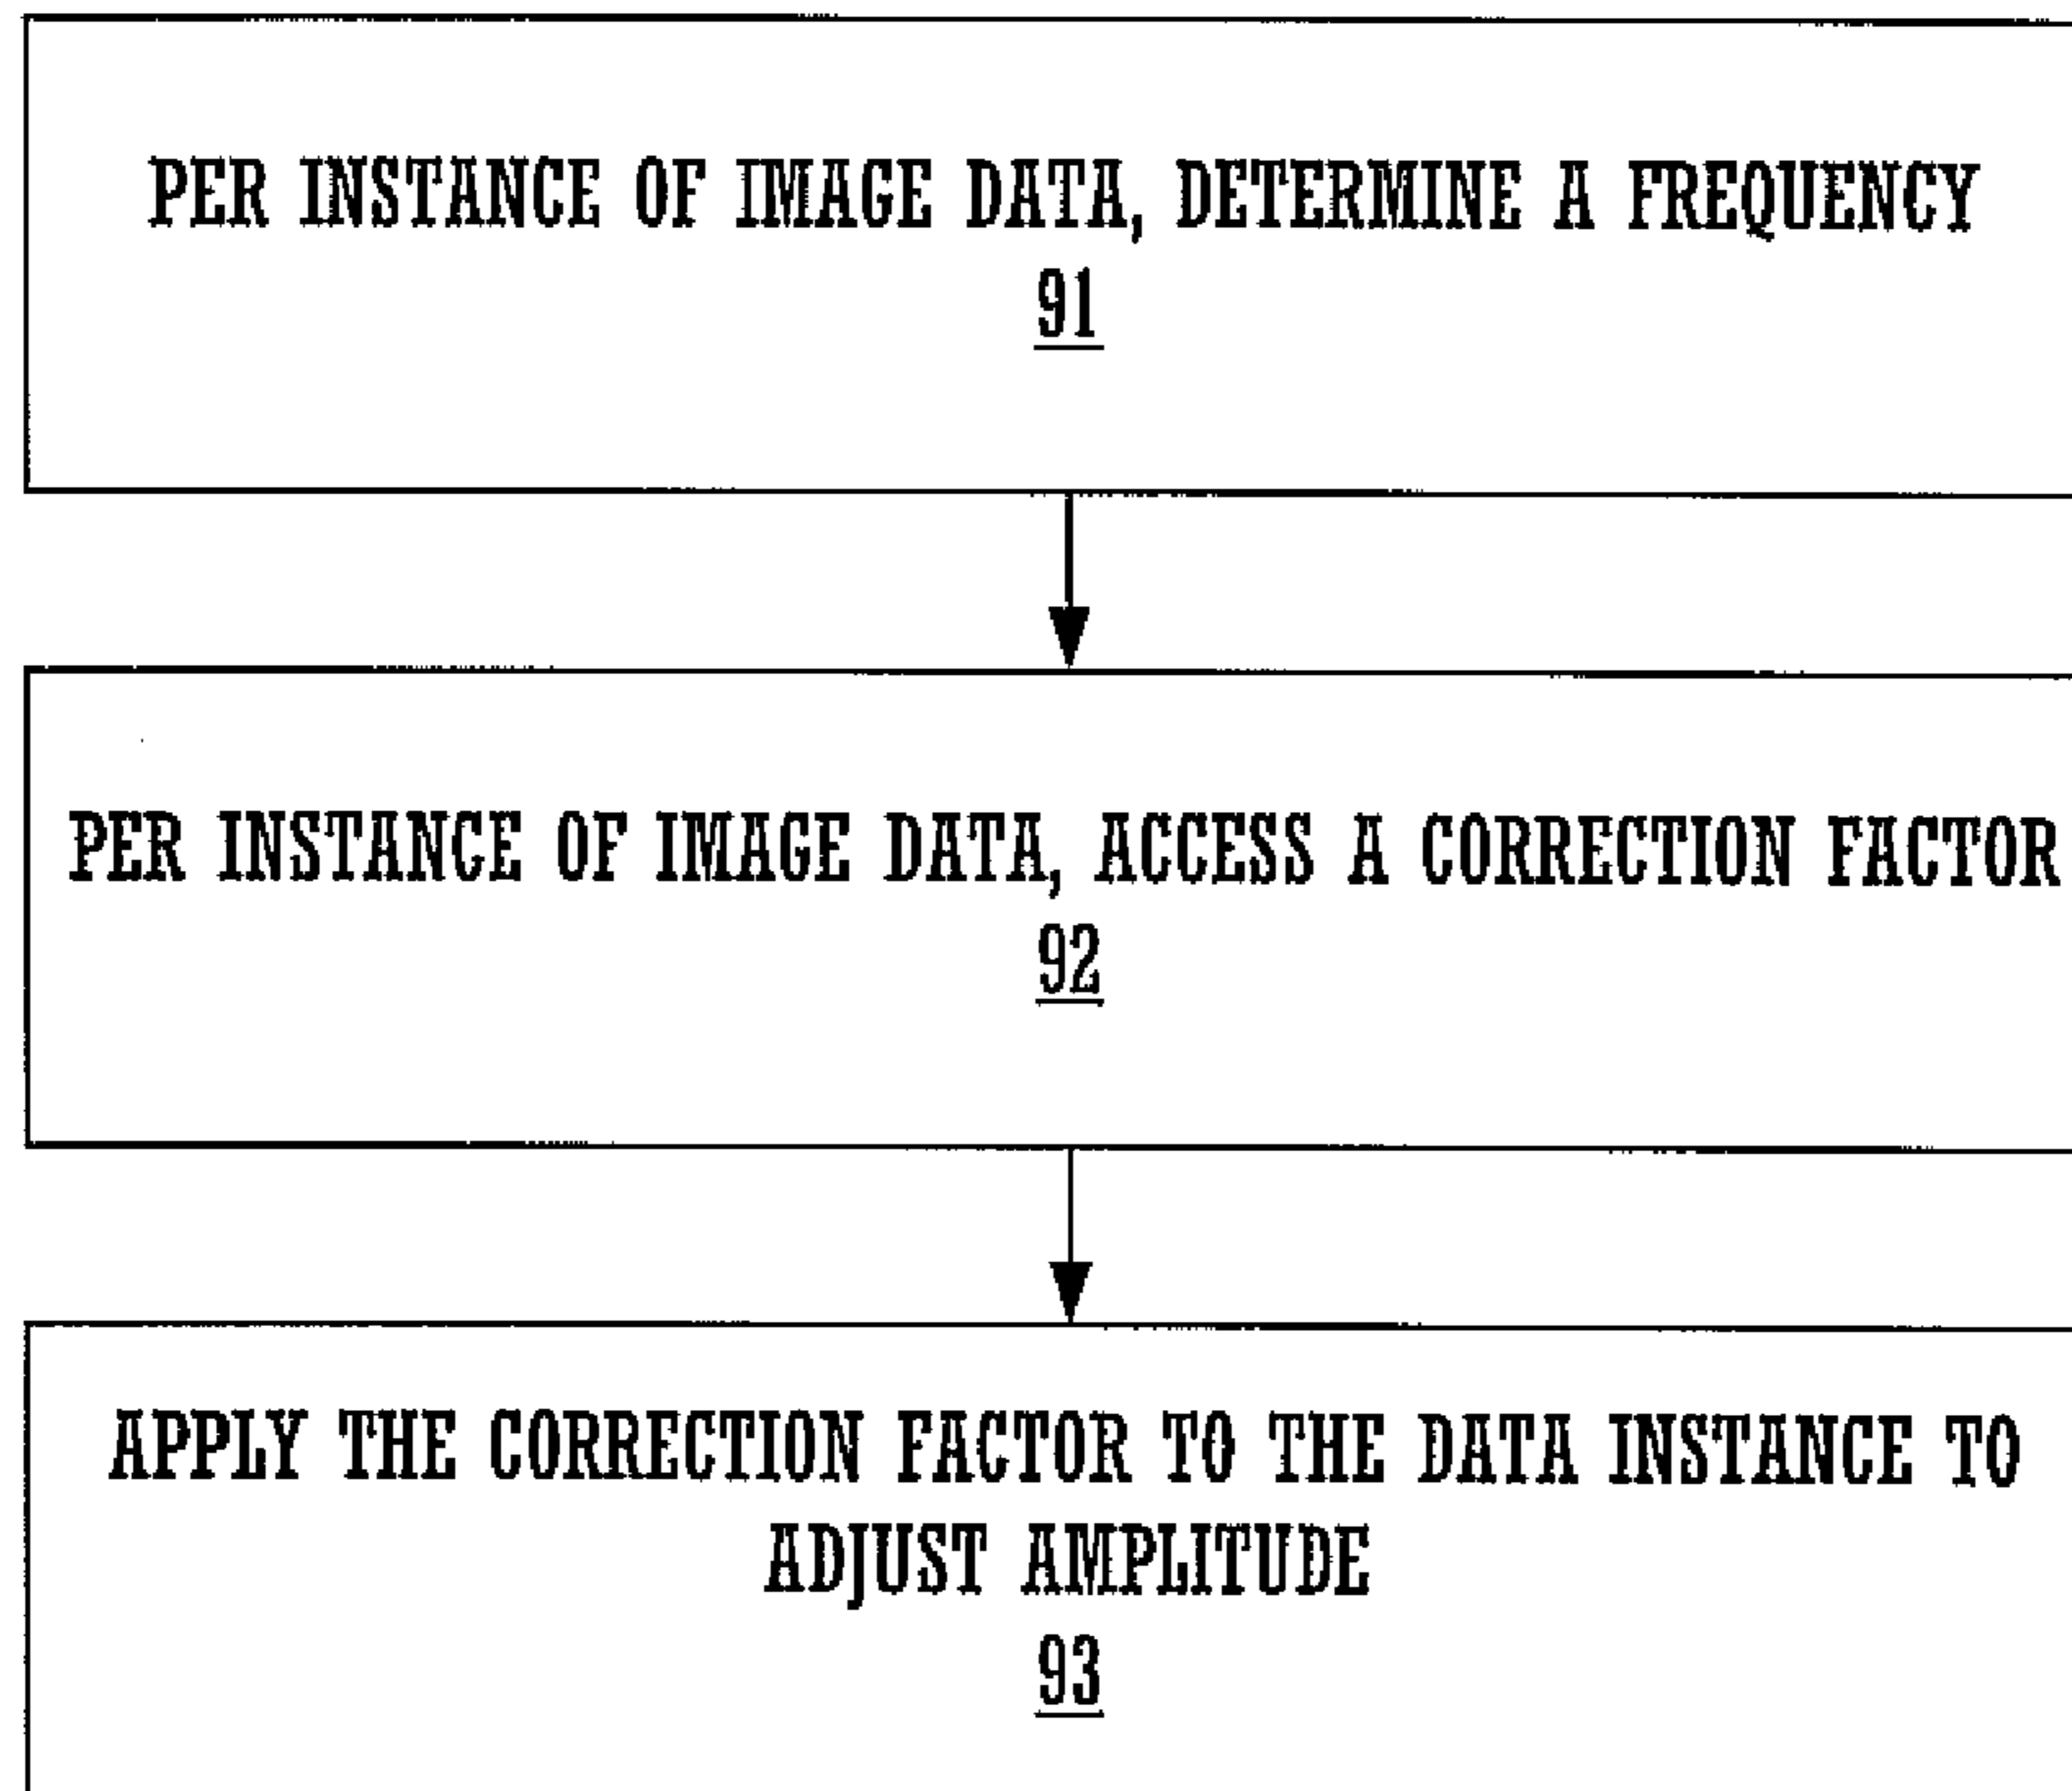 PER INSTANCE OF IMAGE DATA, DETERMINE A FREQUENCY
91
PER INSTANCE OF IMAGE DATA, ACCESS A CORRECTION FACTOR
92
APPLY THE CORRECTION FACTOR TO THE DATA INSTANCE TO
ADJUST AMPLITUDE
93